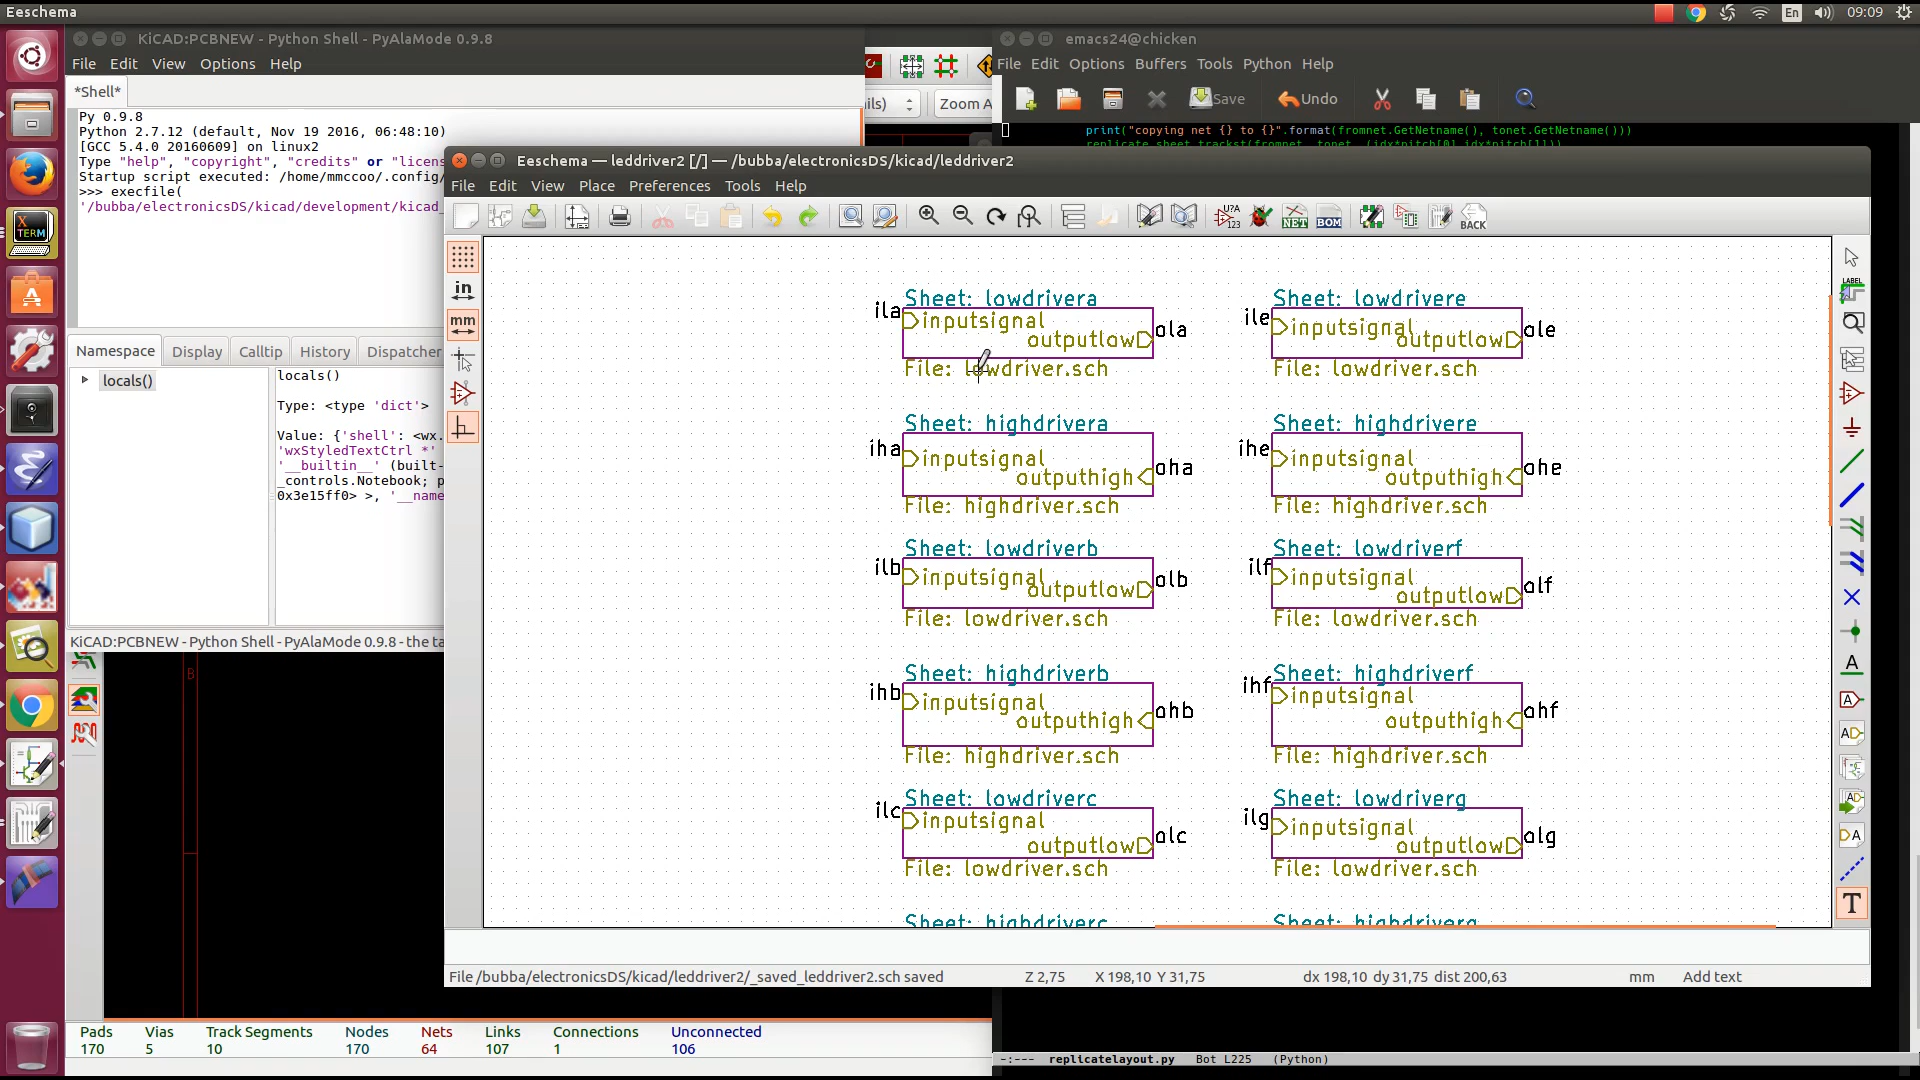 Eeschema
En
09:09
KiCAD:PCBNEW - Python Shell - PyAlaMode 0.9.8
File Edit View Options Help
*Shell*
Py 0.9.8
Python 2.7.12 (default, Nov 19 2016, 06:48:10)
[GCC 5.4.0 20160609] on linux2
Type "help", "copyright", "credits" or "licens
Startup script executed: /home/mmccoo/.config/
>>> execfile(
'/bubba/electronicsDS/kicad/development/kicad_
Namespace Display Calltip History Dispatcher
locals()
locals()
Type: <type 'dict'>
Value: {'shell': <wx.
'wxStyledTextCtrl *'
'__builtin__' (built-
_controls.Notebook; p
0x3e15ff0> >, '__name
KiCAD:PCBNEW - Python Shell - PyAlaMode 0.9.8 - the ta
ils)
Zoom A
emacs24@chicken
File Edit Options Buffers Tools Python Help
Save
Undo
print("copying net {} to {}".format(fromnet.GetNetname(), tonet.GetNetname()))
Eeschema — leddriver2 [/] — /bubba/electronicsDS/kicad/leddriver2
File Edit View Place Preferences Tools Help
U?A
123
NET
BOM
BACK
in
mm
LABEL
Sheet: lowdrivera
ila
inputsignal
outputlow
ola
File: lowdriver.sch
Sheet: lowdrivere
ile
inputsignal
outputlow
ole
File: lowdriver.sch
Sheet: highdrivera
iha
inputsignal
outputhigh
oha
File: highdriver.sch
Sheet: highdrivere
ihe
inputsignal
outputhigh
ohe
File: highdriver.sch
Sheet: lowdriverb
ilb
inputsignal
outputlow
olb
File: lowdriver.sch
Sheet: lowdriverf
ilf
inputsignal
outputlow
olf
File: lowdriver.sch
Sheet: highdriverb
ihb
inputsignal
outputhigh
ohb
File: highdriver.sch
Sheet: highdriverf
ihf
inputsignal
outputhigh
ohf
File: highdriver.sch
Sheet: lowdriverc
ilc
inputsignal
outputlow
olc
File: lowdriver.sch
Sheet: lowdriverg
ilg
inputsignal
outputlow
olg
File: lowdriver.sch
Sheet: highdriverc
Sheet: highdriverg
File /bubba/electronicsDS/kicad/leddriver2/_saved_leddriver2.sch saved
Z 2,75
X 198,10 Y 31,75
dx 198,10 dy 31,75 dist 200,63
mm
Add text
B
Pads Vias Track Segments Nodes Nets Links Connections Unconnected
170 5 10 170 64 107 1 106
-:--- replicatelayout.py Bot L225 (Python)